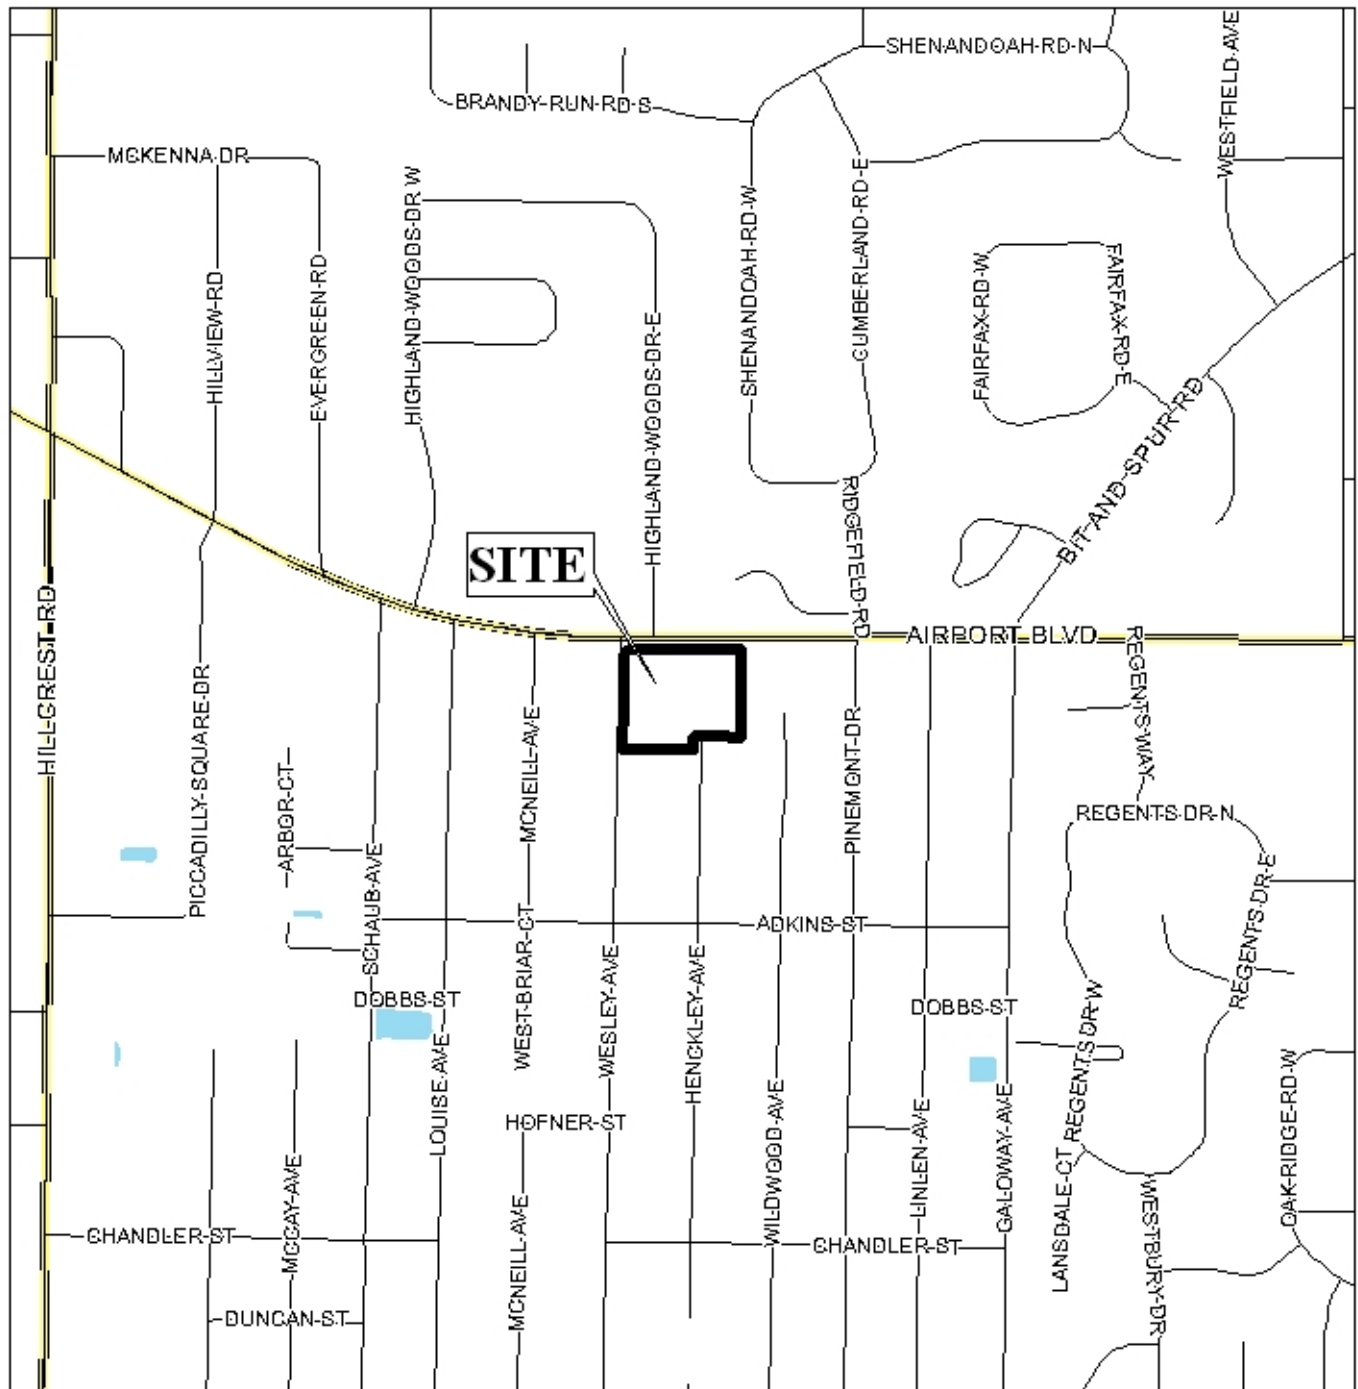 SHENANDOAH RD N
WESTFIELD AVE
BRANDY RUN RD S
MCKENNA DR
HIGHLAND WOODS DR W
SHENANDOAH RD W
CUMBERLAND RD E
FAIRFAX RD W
FAIRFAX RD E
HILLVIEW RD
EVERGREEN RD
HIGHLAND WOODS DR E
BIT AND SPUR RD
RIDGEFIELD RD
SITE
HILLCREST RD
AIRPORT BLVD
REGENTS WAY
PICCADILLY SQUARE DR
MCNEILL AVE
PINEMONT DR
ARBOR CT
REGENTS DR N
SCHAUB AVE
REGENTS DR E
ADKINS ST
WESTBRIAR CT
WESLEY AVE
HENCKLEY AVE
DOBBS ST
DOBBS ST
REGENTS DR W
LOUISE AVE
WILDWOOD AVE
LINLEN AVE
GALOWAY AVE
OAK RIDGE RD W
HOFNER ST
LANSDALE CT
MCCAY AVE
MCNEILL AVE
WESTBURY DR
CHANDLER ST
CHANDLER ST
DUNCAN ST